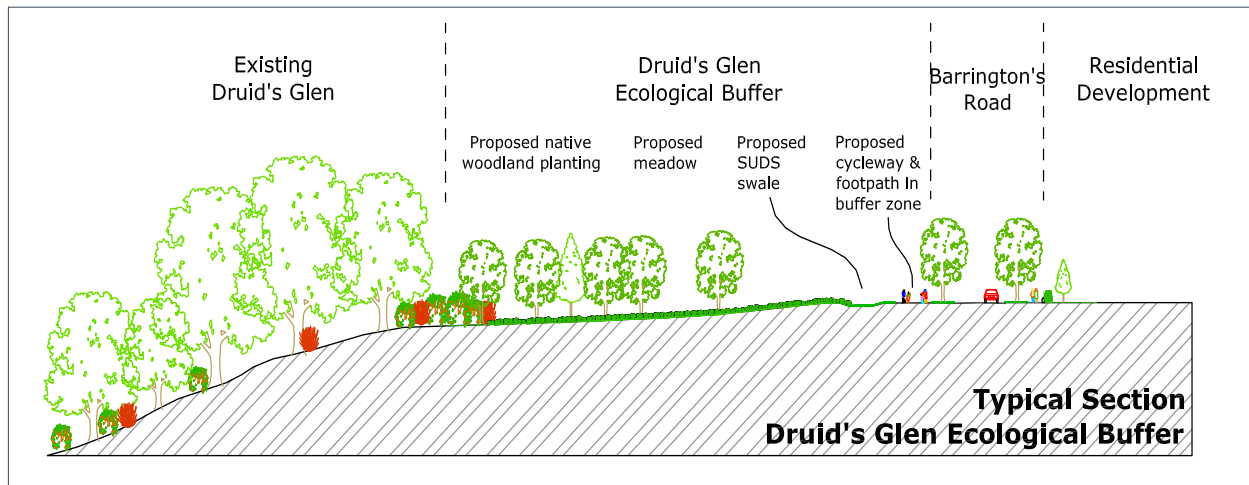 Existing
Druid's Glen
Druid's Glen
Ecological Buffer
Barrington's
Road
Residential
Development
Proposed native
woodland planting
Proposed
meadow
Proposed
SUDS
swale
Proposed
cycleway &
footpath In
buffer zone
Typical Section
Druid's Glen Ecological Buffer